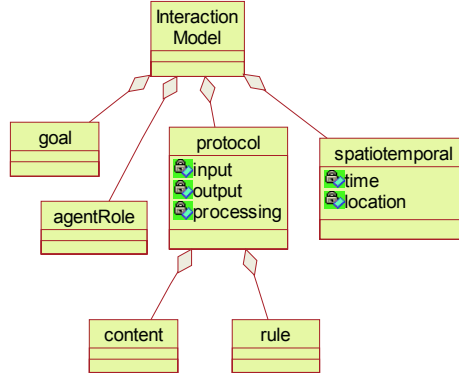 Interaction
Model
goal
agentRole
protocol
input
output
processing
spatiotemporal
time
location
content
rule